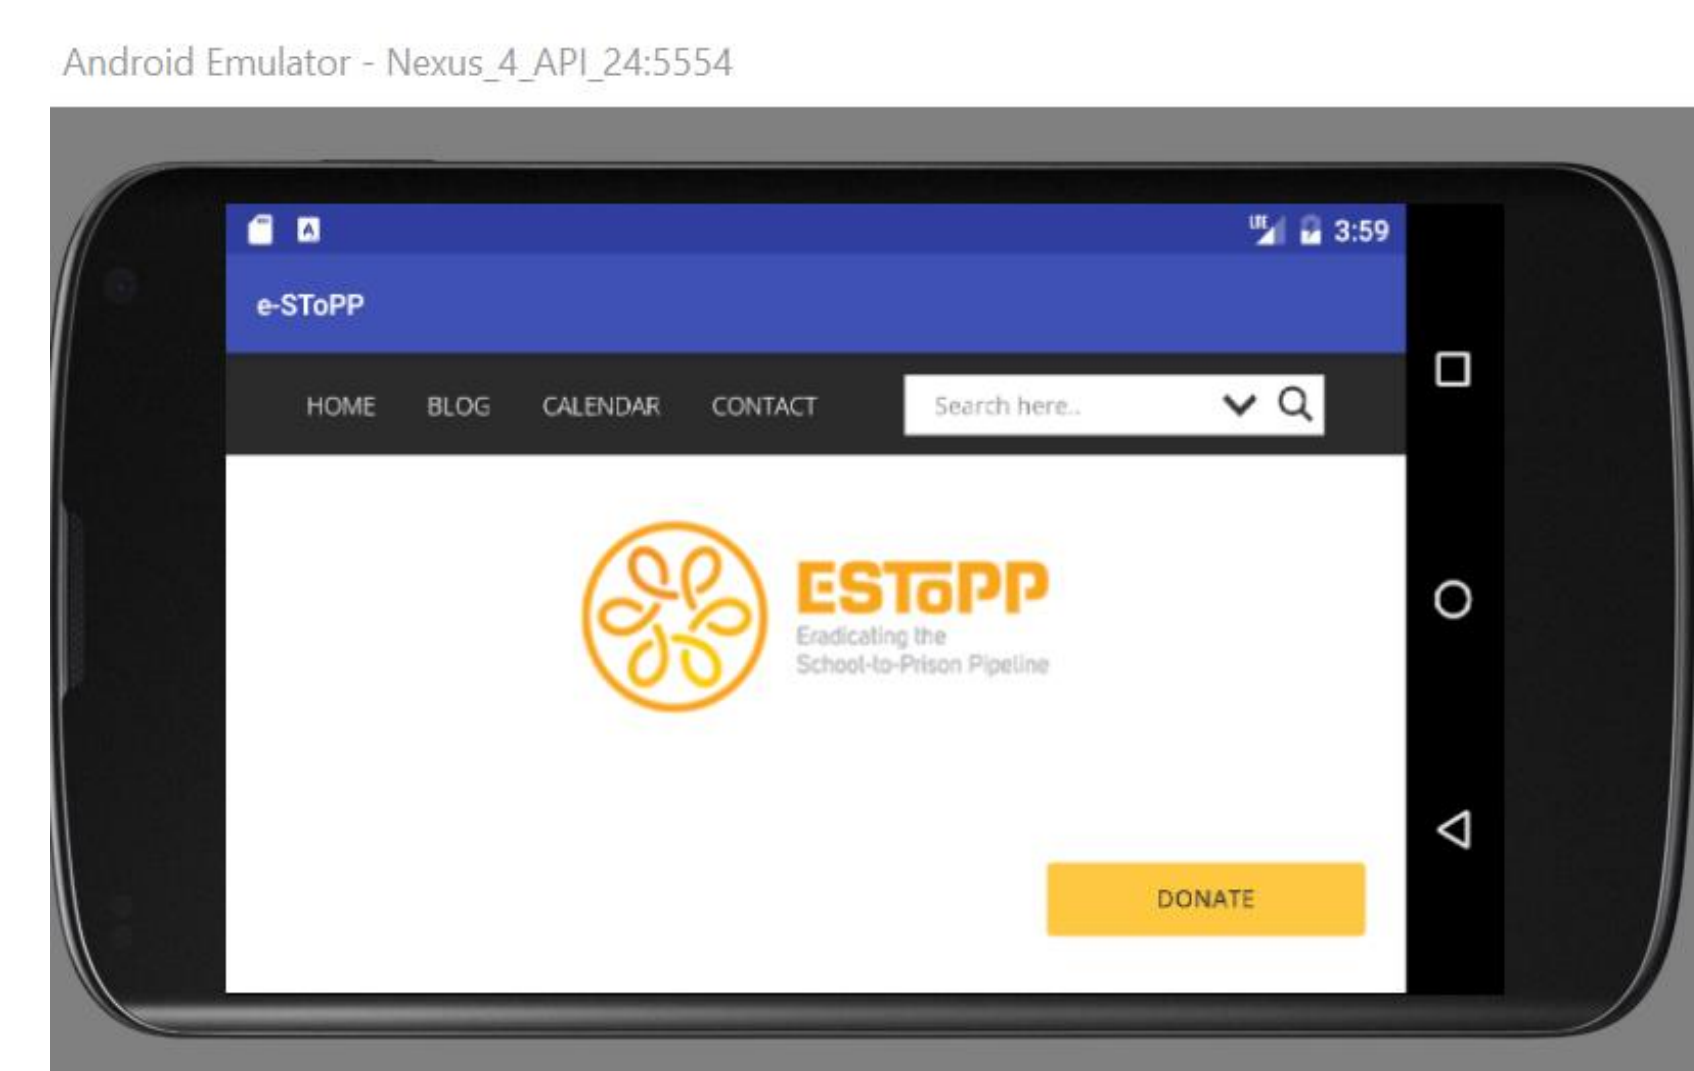 Android Emulator - Nexus_4_API_24:5554
LTE 3:59
e-SToPP
HOME BLOG CALENDAR CONTACT Search here..
ESToPP
Eradicating the
School-to-Prison Pipeline
DONATE